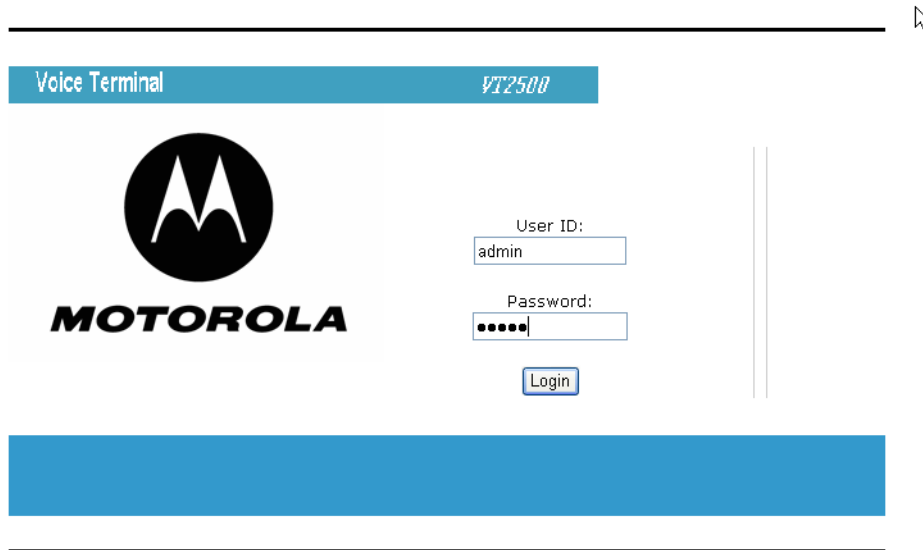 Voice Terminal VT2500
User ID:
admin
Password:
●●●●●
MOTOROLA
Login